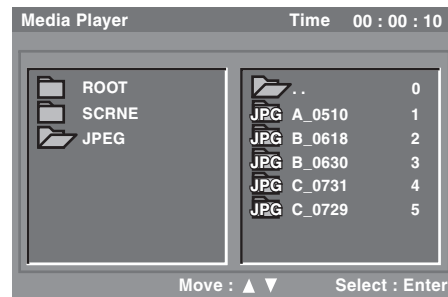 Media Player Time 00 : 00 : 10
ROOT
SCRNE
JPEG
. . 0
JPG A_0510 1
JPG B_0618 2
JPG B_0630 3
JPG C_0731 4
JPG C_0729 5
Move : ▲ ▼ Select : Enter